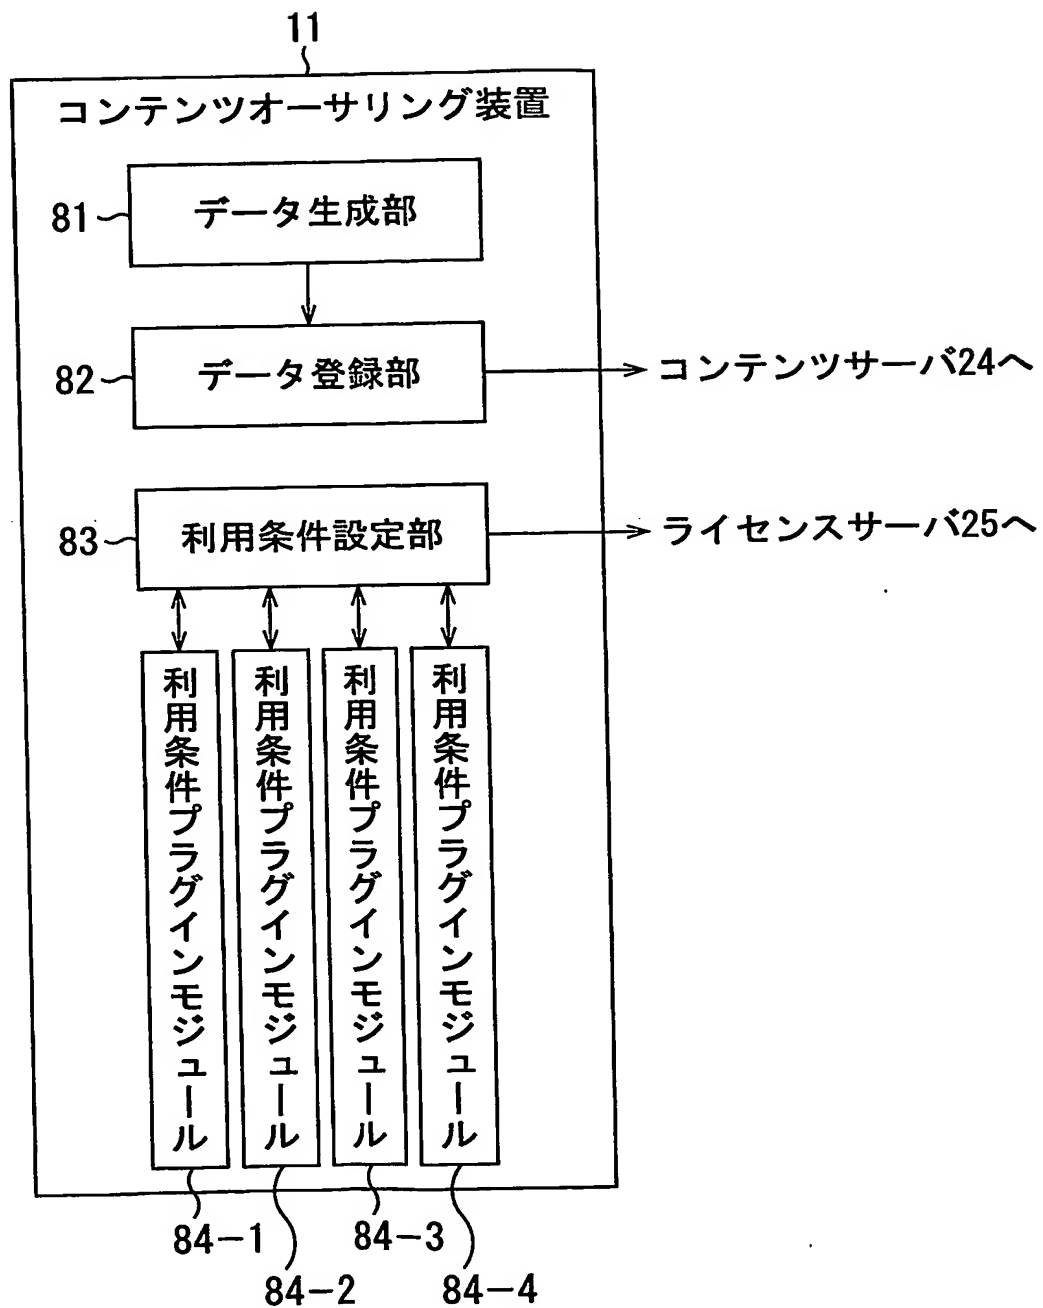 11
コンテンツオーサリング装置
81
データ生成部
82
データ登録部
コンテンツサーバ24へ
83
利用条件設定部
ライセンスサーバ25へ
利用条件プラグインモジュール
利用条件プラグインモジュール
利用条件プラグインモジュール
利用条件プラグインモジュール
84-1
84-2
84-3
84-4